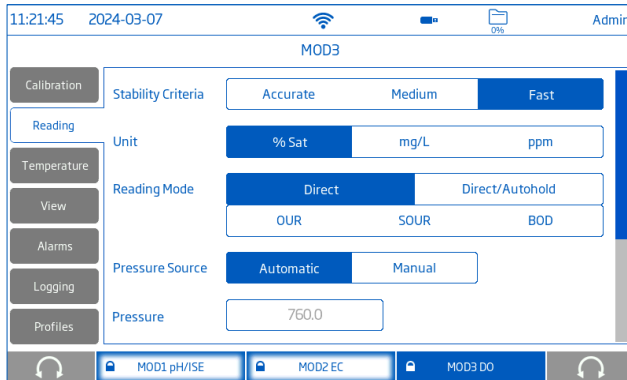 11:21:45 2024-03-07 0% Admin
MOD3
Calibration
Reading
Temperature
View
Alarms
Logging
Profiles
Stability Criteria Accurate Medium Fast
Unit % Sat mg/L ppm
Reading Mode Direct Direct/Autohold
OUR SOUR BOD
Pressure Source Automatic Manual
Pressure 760.0
MOD1 pH/ISE MOD2 EC MOD3 DO